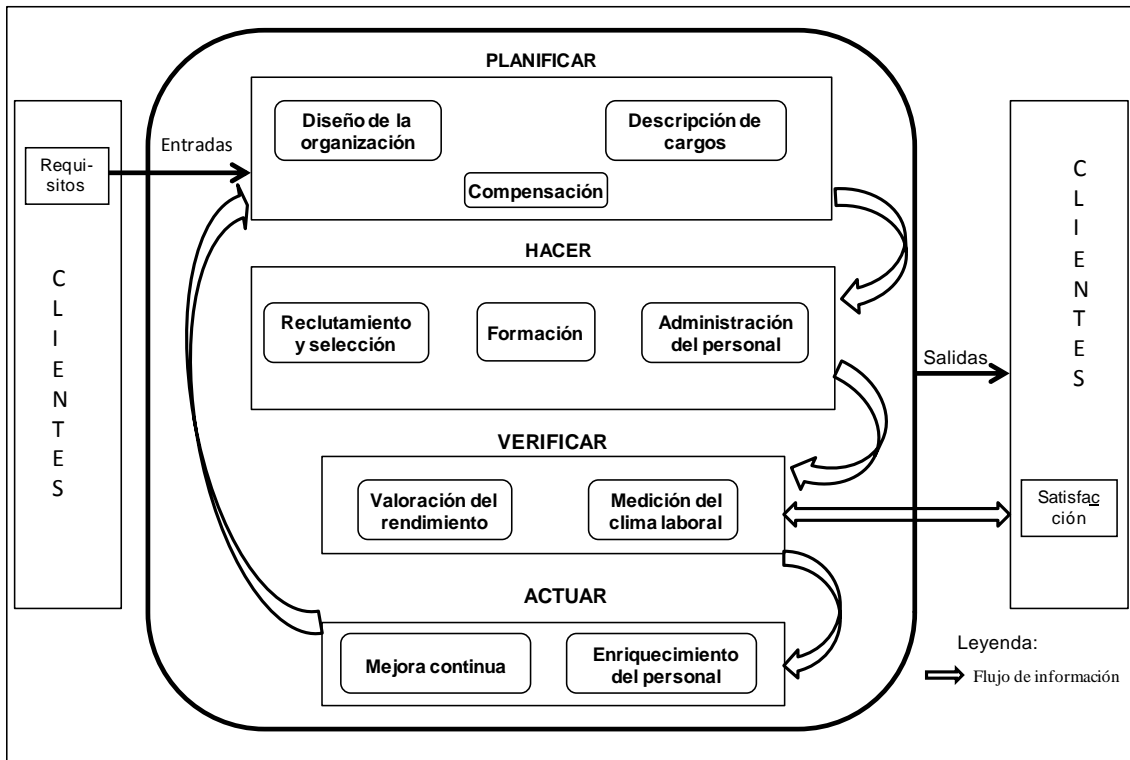 PLANIFICAR
Diseño de la
organización
Descripción de
cargos
Compensación
Entradas
Requi-
sitos
CLIENTES
HACER
Reclutamiento
y selección
Formación
Administración
del personal
Salidas
CLIENTES
VERIFICAR
Valoración del
rendimiento
Medición del
clima laboral
Satisfac
ción
ACTUAR
Mejora continua
Enriquecimiento
del personal
Leyenda:
Flujo de información